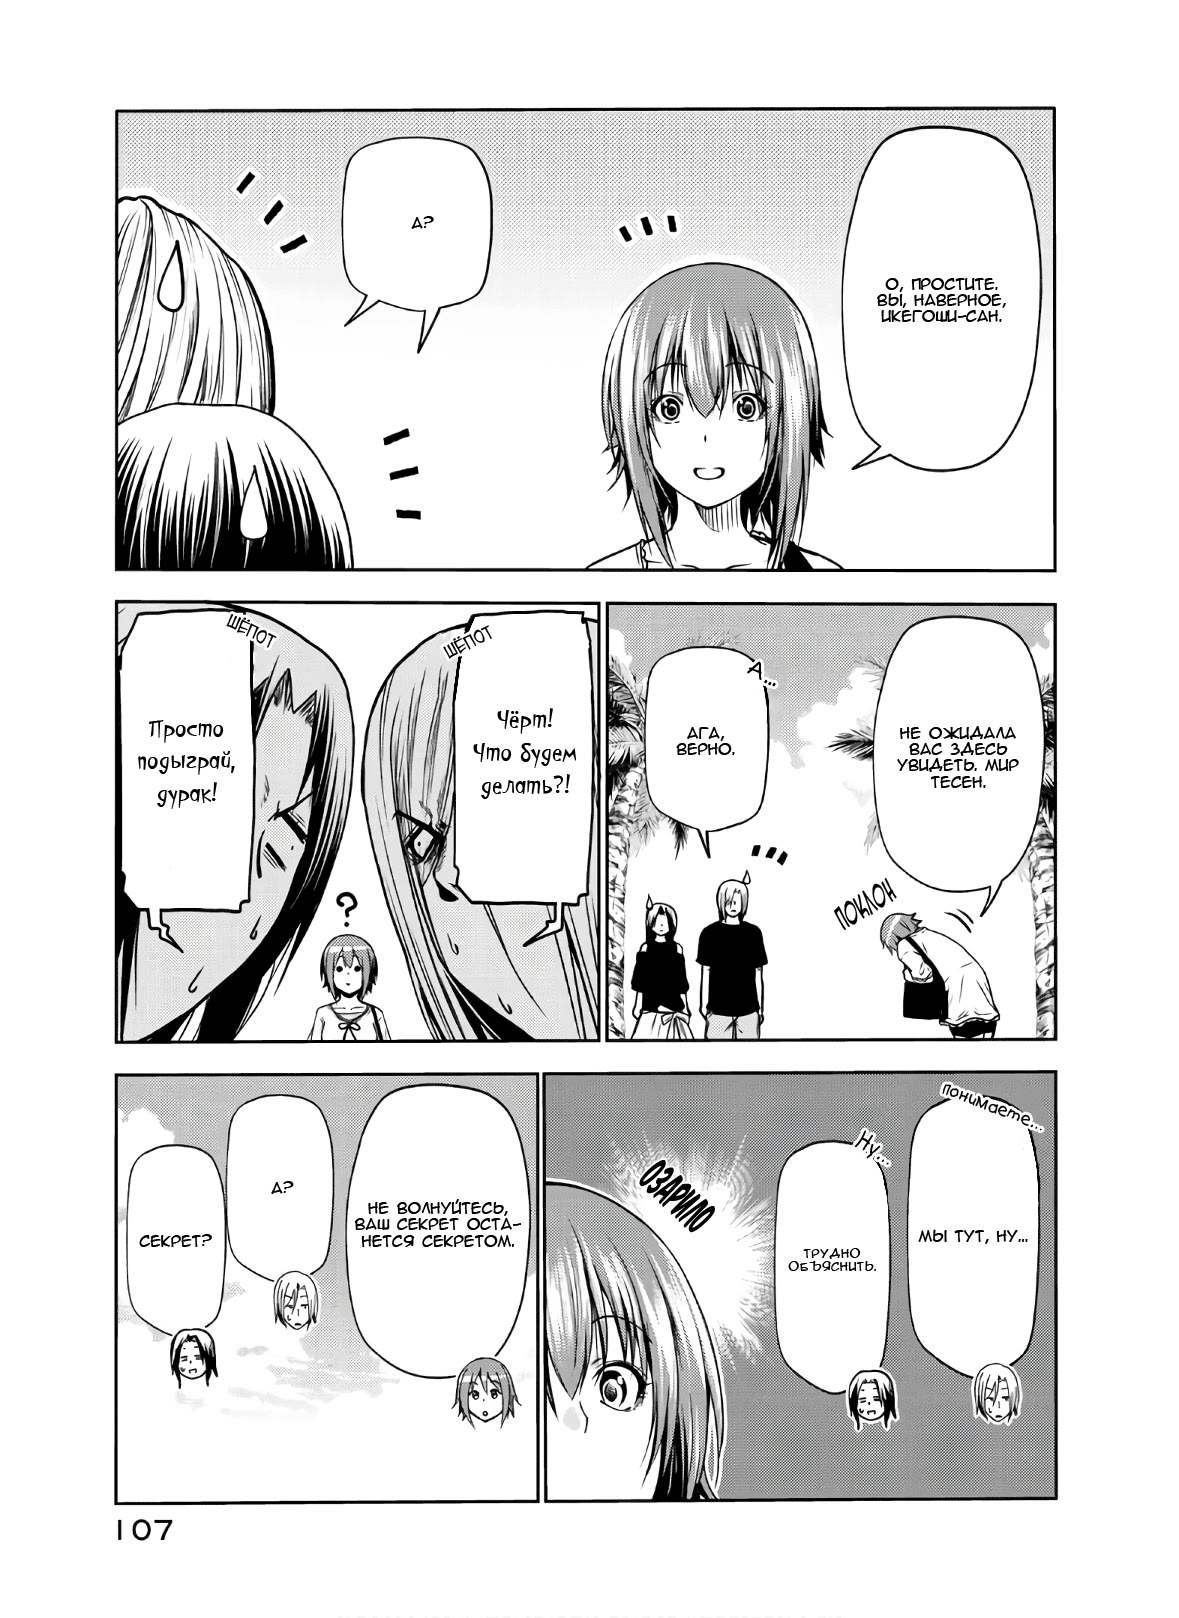 О, ПРОСТИТЕ.
ВЫ, НАВЕРНОЕ,
ИКЕГОШИ-САН.
А?
НЕ ОЖИДАЛА
ВАС ЗДЕСЬ
УВИДЕТЬ. МИР
ТЕСЕН.
ПОКЛОН
А...
АГА,
ВЕРНО.
ШЁПОТ
Чёрт!
Что будем
делать?!
ШЁПОТ
Просто
подыграй,
дурак!
?
понимаете...
МЫ ТУТ, НУ...
Ну...
ТРУДНО
ОБЪЯСНИТЬ.
ОЗАРИЛО
НЕ ВОЛНУЙТЕСЬ,
ВАШ СЕКРЕТ ОСТА-
НЕТСЯ СЕКРЕТОМ.
А?
СЕКРЕТ?
107